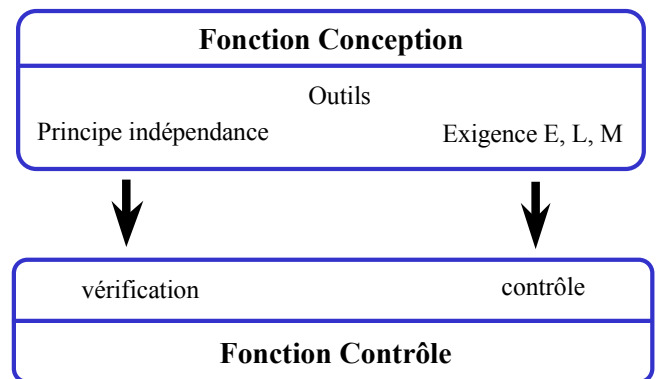 Fonction Conception
Outils
Principe indépendance Exigence E, L, M
vérification contrôle
Fonction Contrôle